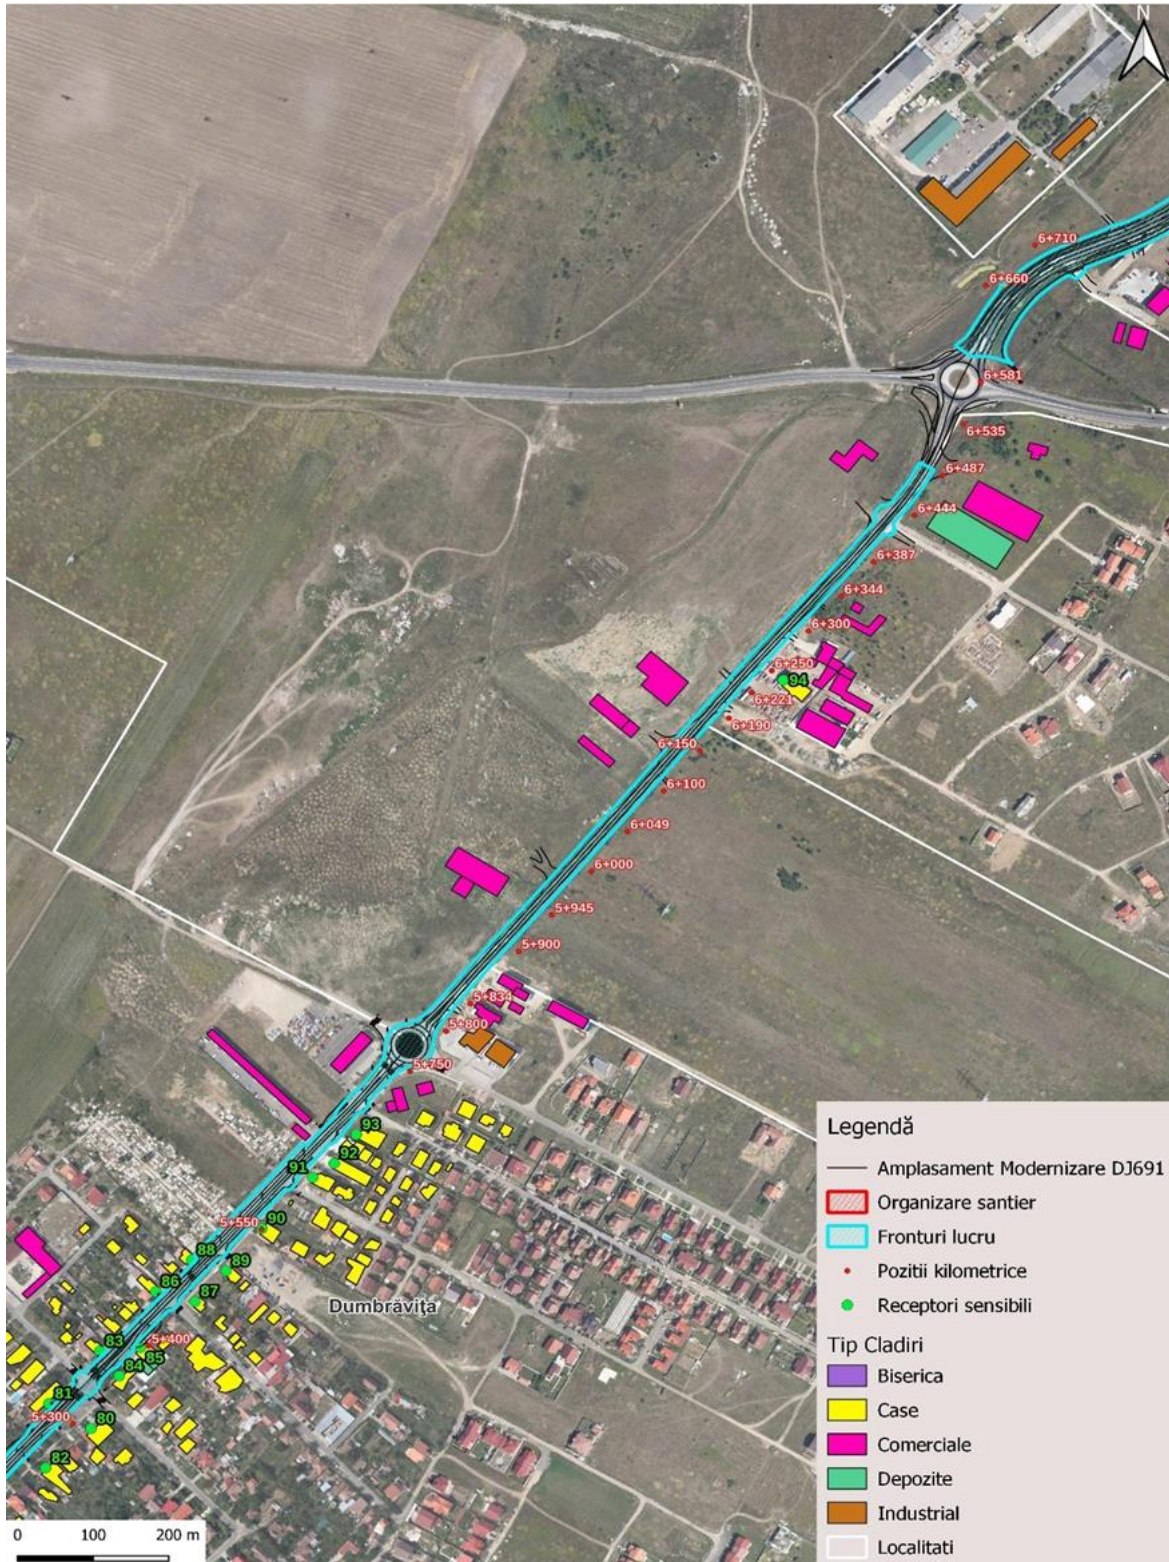 N
6+710
6+660
6+581
6+535
6+487
6+444
6+387
6+344
6+300
6+250
94
6+221
6+190
6+150
6+100
6+049
6+000
5+945
5+900
5+834
5+800
5+750
93
92
91
90
5+550
88
89
86
87
Dumbrăviţa
83
5+400
85
84
81
5+300
80
82
0 100 200 m
Legendă
Amplasament Modernizare DJ691
Organizare santier
Fronturi lucru
Pozitii kilometrice
Receptori sensibili
Tip Cladiri
Biserica
Case
Comerciale
Depozite
Industrial
Localitati